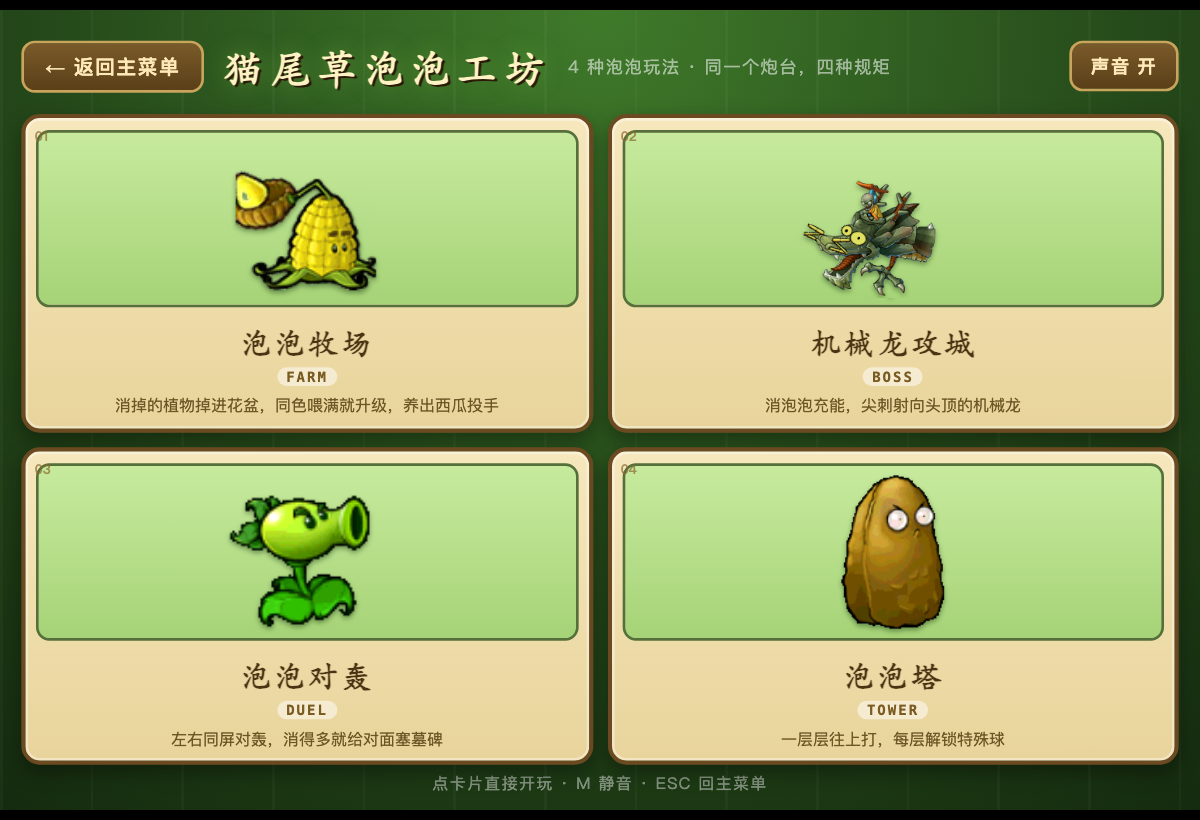 ← 返回主菜单
猫尾草泡泡工坊
4 种泡泡玩法 · 同一个炮台，四种规矩
声音 开
01
泡泡牧场
FARM
消掉的植物掉进花盆，同色喂满就升级，养出西瓜投手
02
机械龙攻城
BOSS
消泡泡充能，尖刺射向头顶的机械龙
03
泡泡对轰
DUEL
左右同屏对轰，消得多就给对面塞墓碑
04
泡泡塔
TOWER
一层层往上打，每层解锁特殊球
点卡片直接开玩 · M 静音 · ESC 回主菜单